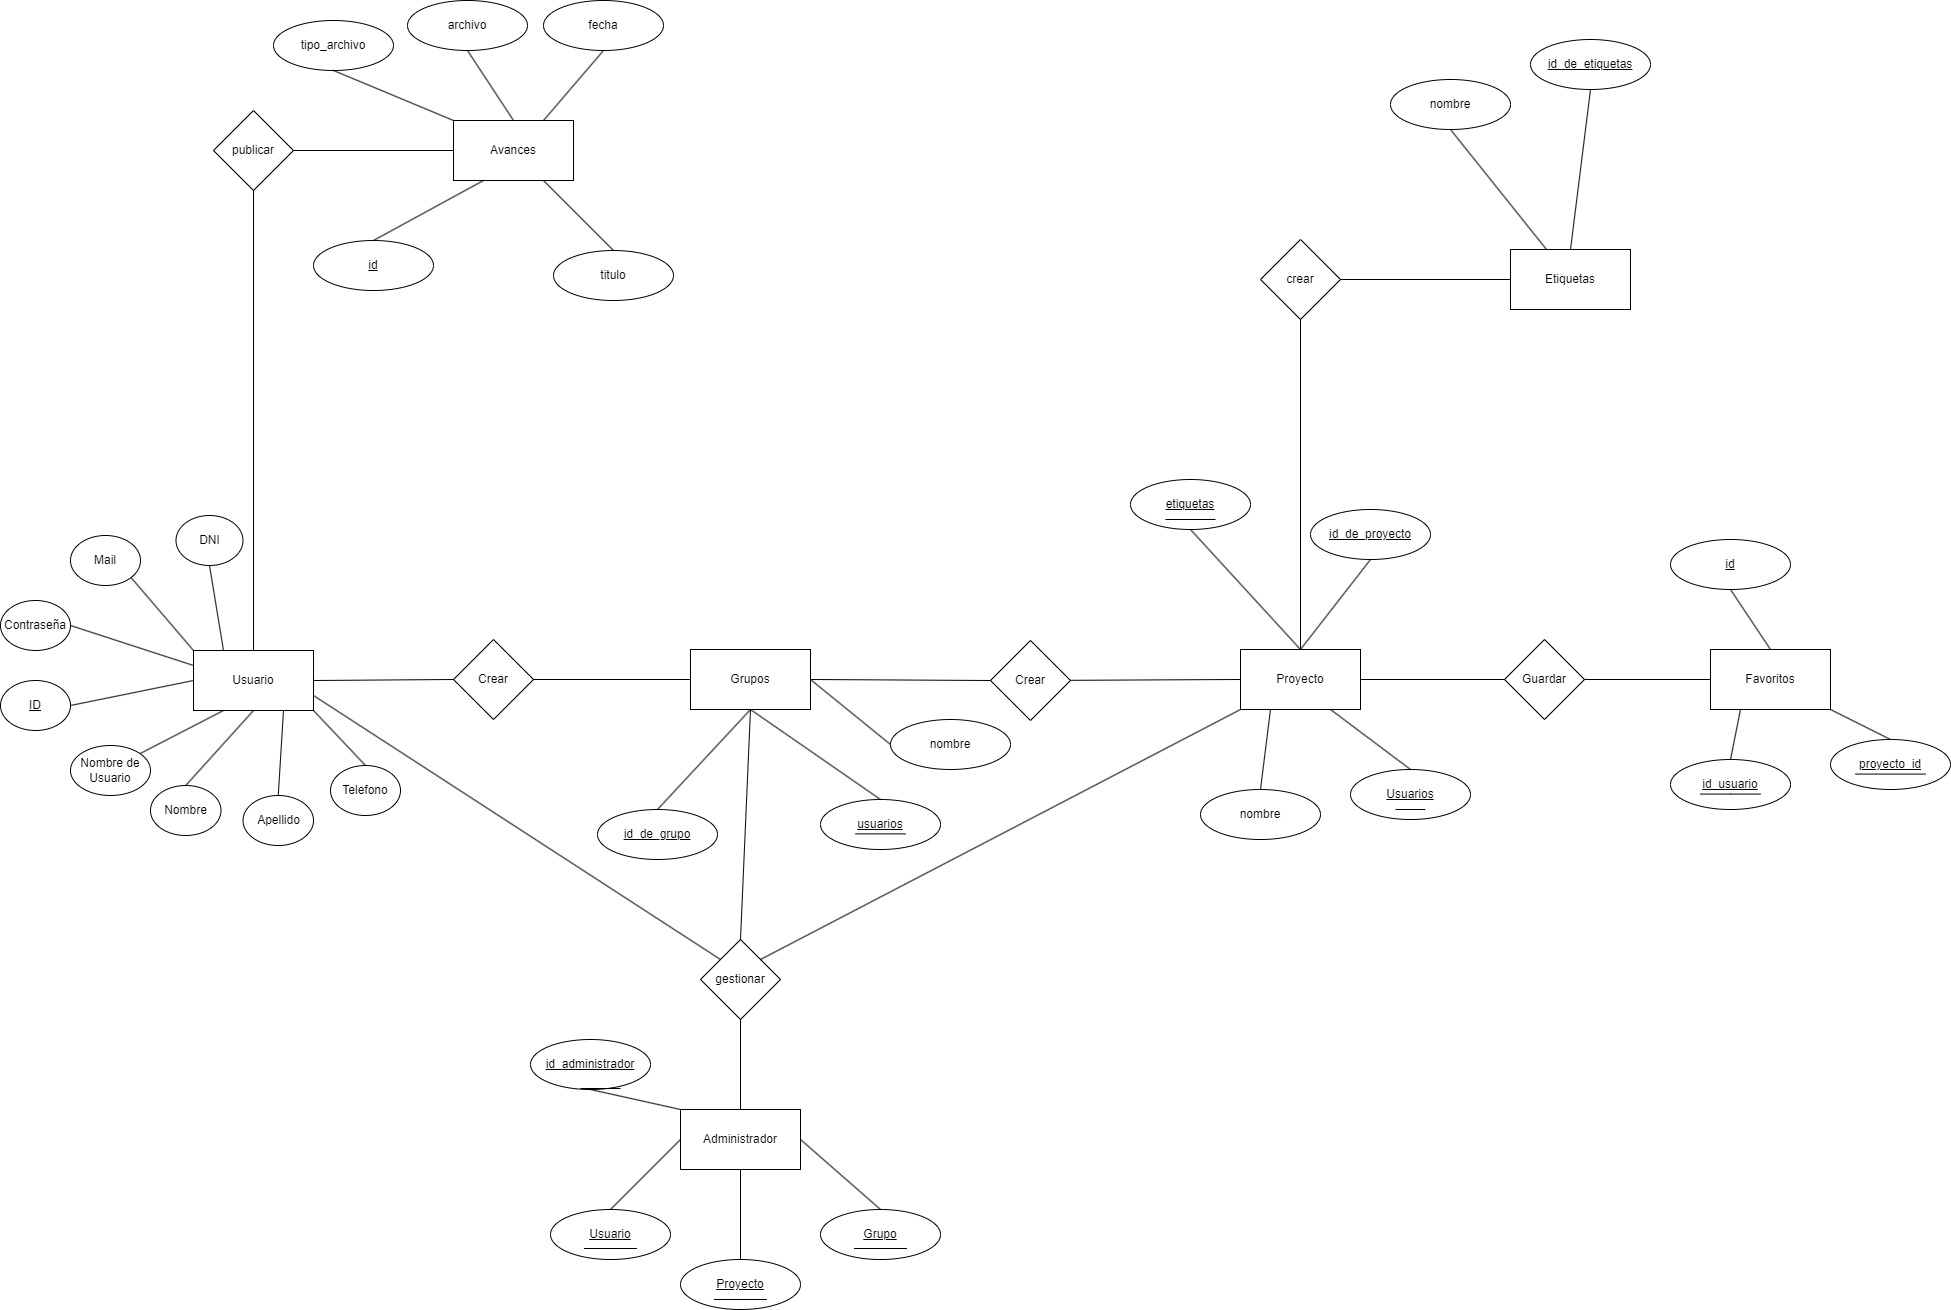 archivo
fecha
tipo_archivo
id_de_etiquetas
nombre
publicar
Avances
id
titulo
crear
Etiquetas
etiquetas
id_de_proyecto
DNI
Mail
id
Contraseña
Usuario
Crear
Grupos
Crear
Proyecto
Guardar
Favoritos
ID
nombre
Nombre de
Usuario
Telefono
Nombre
Apellido
id_de_grupo
usuarios
nombre
Usuarios
id_usuario
proyecto_id
gestionar
id_administrador
Administrador
Usuario
Grupo
Proyecto